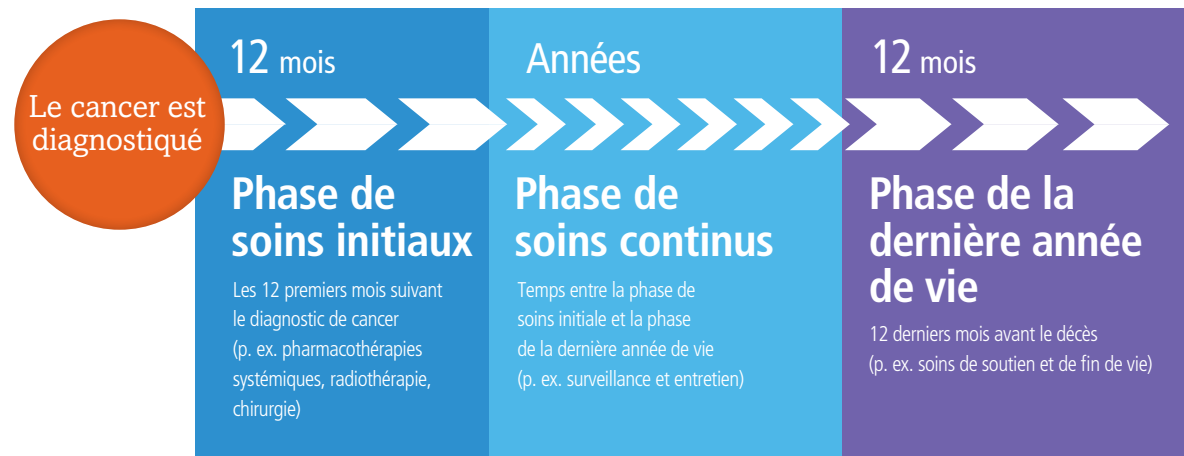 Le cancer est
diagnostiqué
12 mois
Phase de
soins initiaux
Les 12 premiers mois suivant
le diagnostic de cancer
(p. ex. pharmacothérapies
systémiques, radiothérapie,
chirurgie)
Années
Phase de
soins continus
Temps entre la phase de
soins initiale et la phase
de la dernière année de vie
(p. ex. surveillance et entretien)
12 mois
Phase de la
dernière année
de vie
12 derniers mois avant le décès
(p. ex. soins de soutien et de fin de vie)